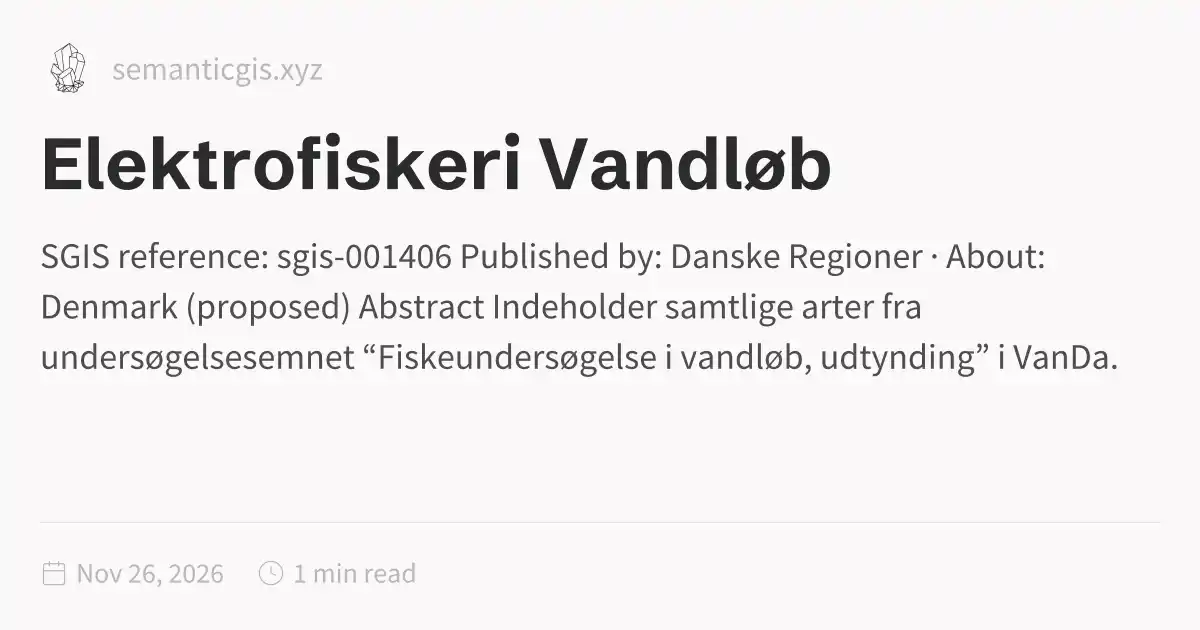 semanticgis.xyz
Elektrofiskeri Vandløb
SGIS reference: sgis-001406 Published by: Danske Regioner · About:
Denmark (proposed) Abstract Indeholder samtlige arter fra
undersøgelsesemnet “Fiskeundersøgelse i vandløb, udtynding” i VanDa.
Nov 26, 2026 1 min read